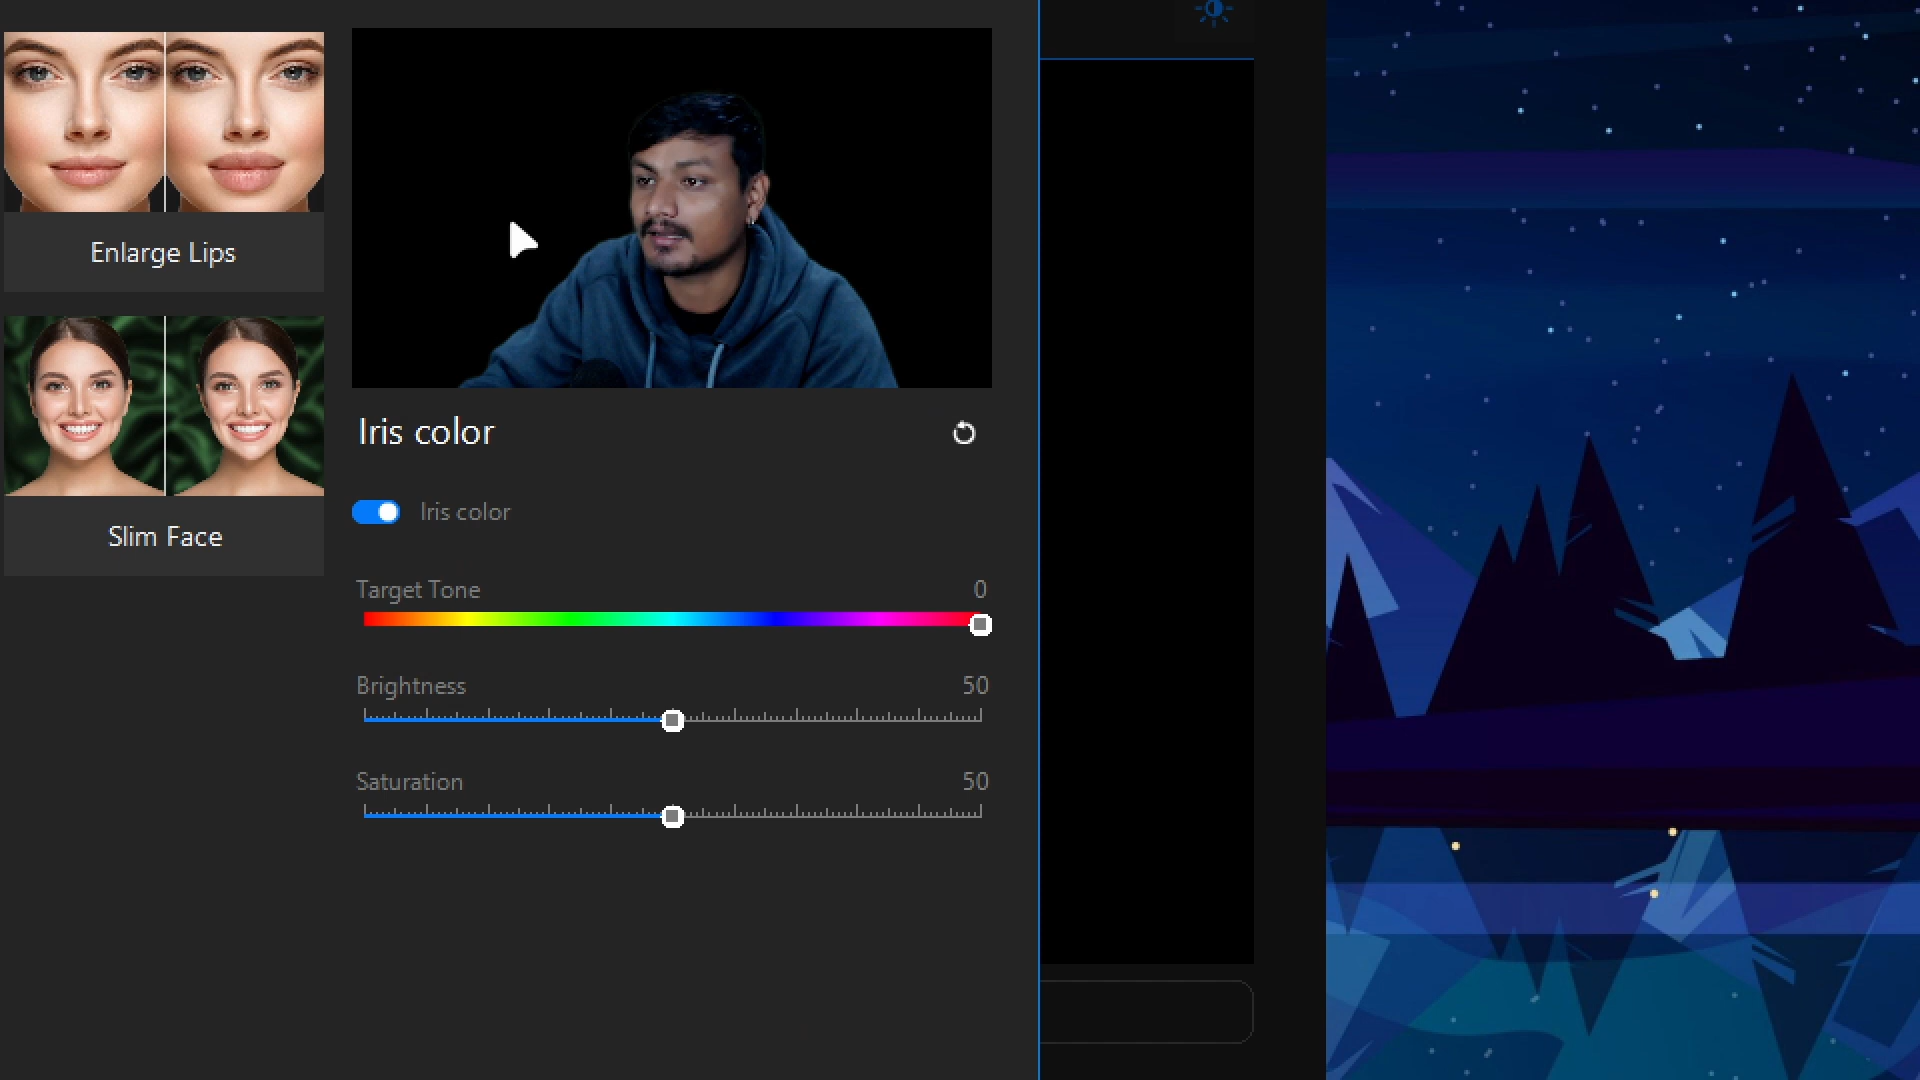 Enlarge Lips
Slim Face
Iris color
Iris color
Target Tone 0
Brightness 50
Saturation 50